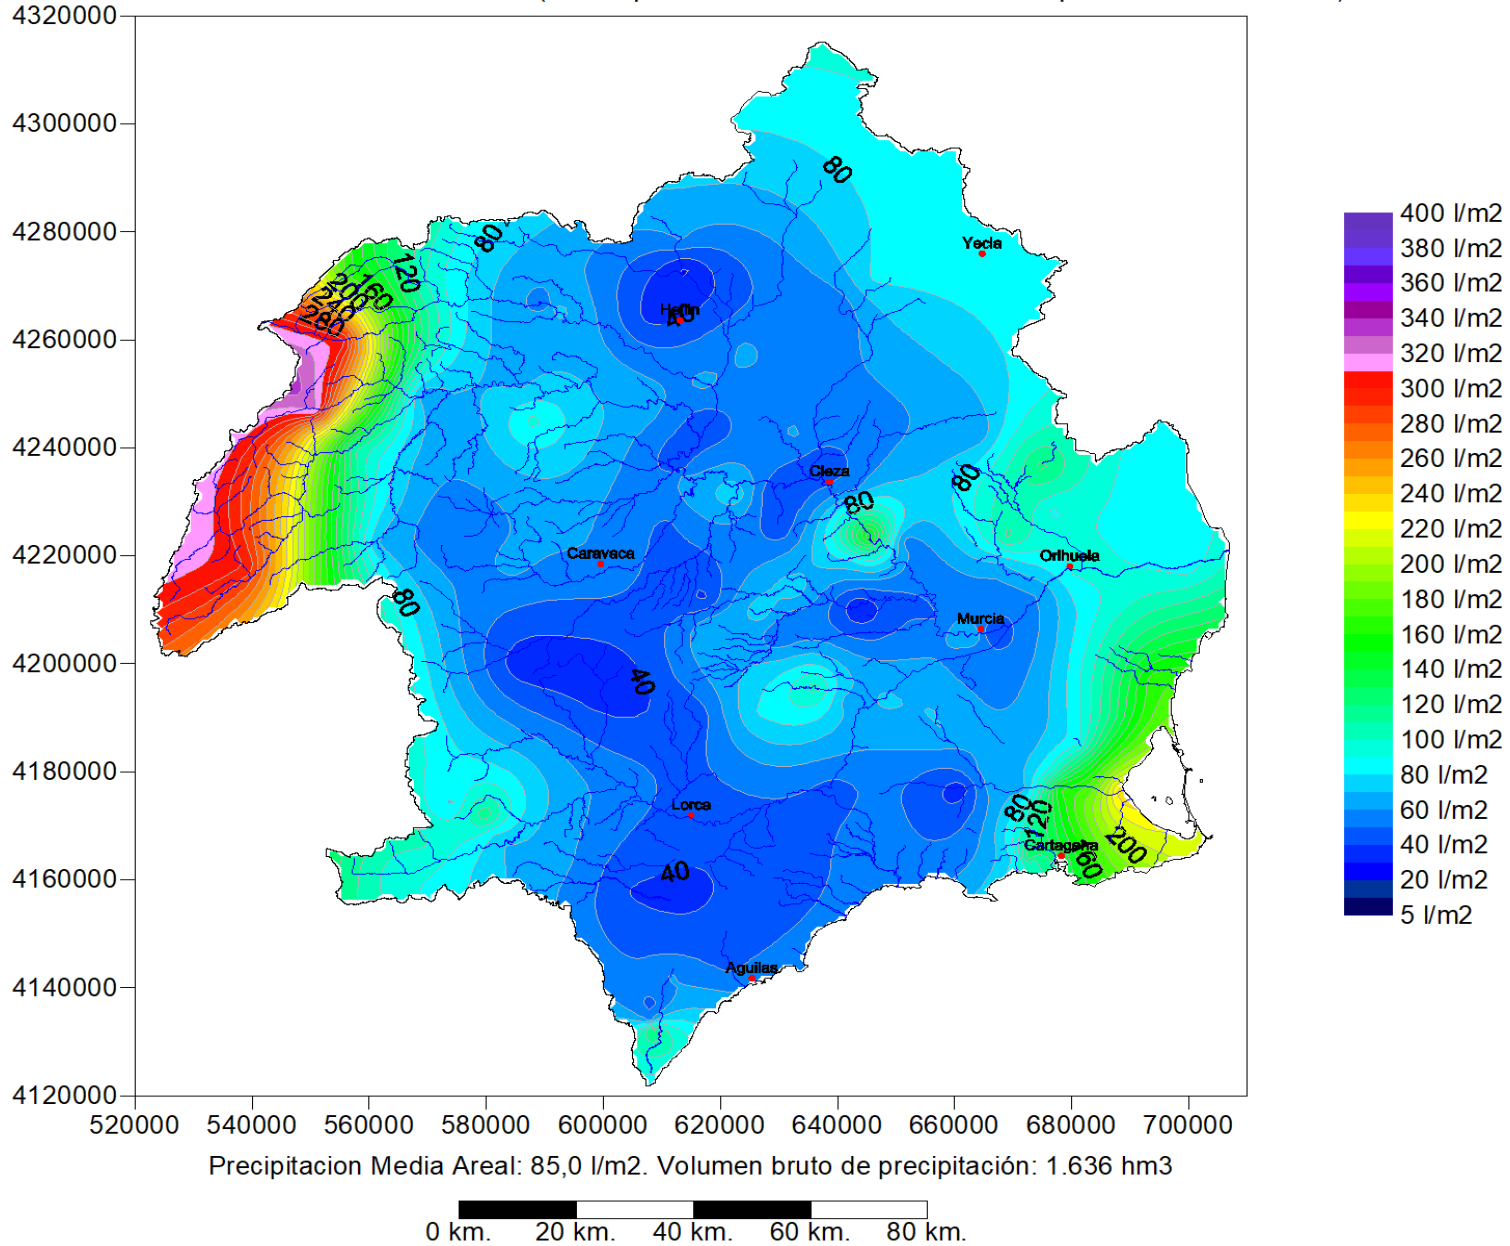 4320000
4300000
4280000
4260000
4240000
4220000
4200000
4180000
4160000
4140000
4120000
520000 540000 560000 580000 600000 620000 640000 660000 680000 700000
80
Yecla
80
120
160
200
240
280
Hellin
40
Cieza
80
80
Caravaca
Orihuela
80
Murcia
40
Lorca
80
120
Cartagena
160
200
40
Aguilas
400 l/m2
380 l/m2
360 l/m2
340 l/m2
320 l/m2
300 l/m2
280 l/m2
260 l/m2
240 l/m2
220 l/m2
200 l/m2
180 l/m2
160 l/m2
140 l/m2
120 l/m2
100 l/m2
80 l/m2
60 l/m2
40 l/m2
20 l/m2
5 l/m2
Precipitacion Media Areal: 85,0 l/m2. Volumen bruto de precipitación: 1.636 hm3
0 km. 20 km. 40 km. 60 km. 80 km.